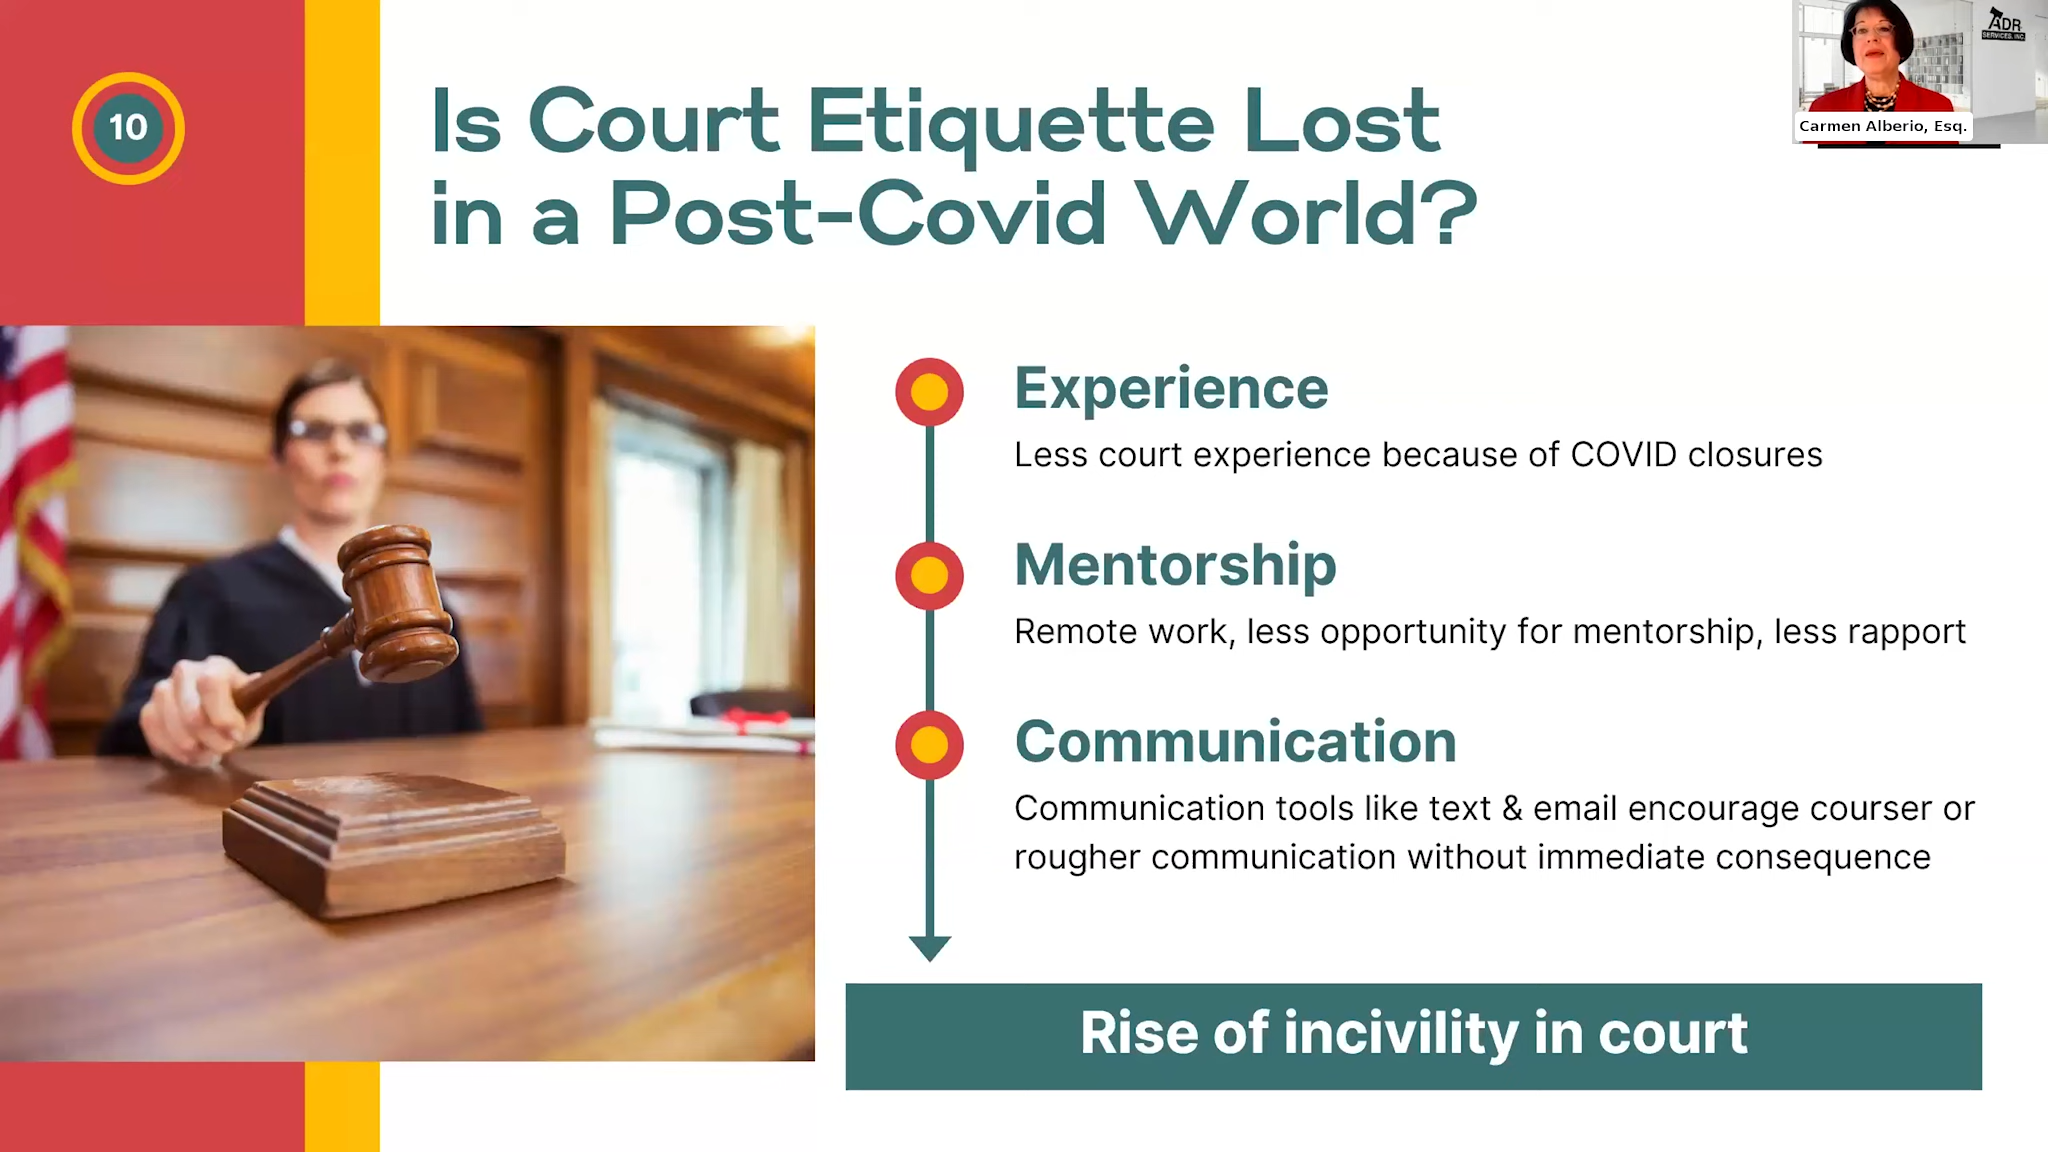 10
Is Court Etiquette Lost
in a Post-Covid World?
ADR
SERVICES, INC.
Carmen Alberio, Esq.
Experience
Less court experience because of COVID closures
Mentorship
Remote work, less opportunity for mentorship, less rapport
Communication
Communication tools like text & email encourage courser or
rougher communication without immediate consequence
Rise of incivility in court